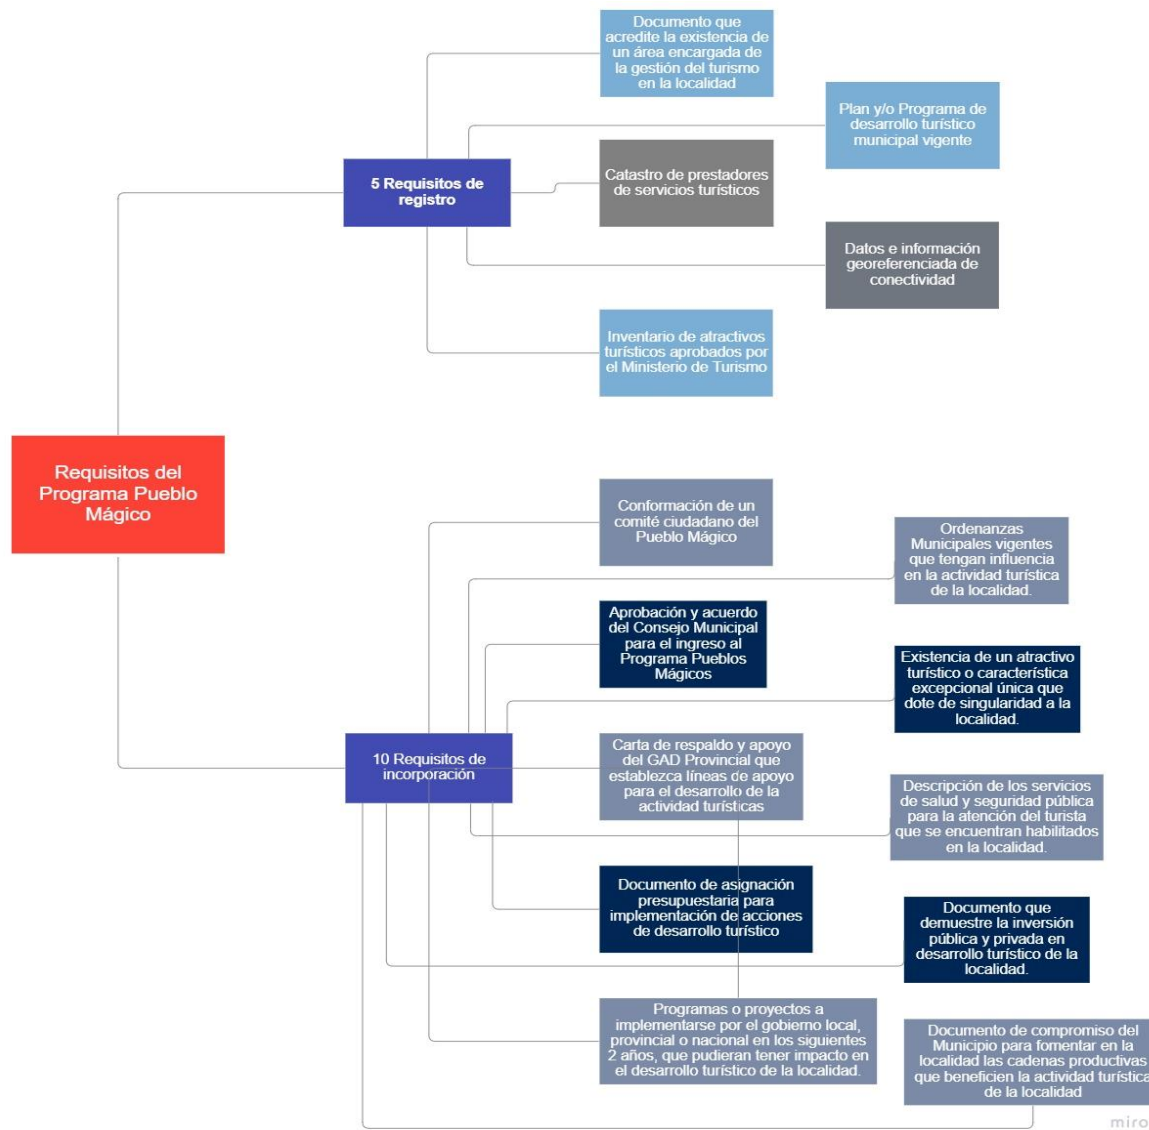 Documento que
acredite la existencia de
un área encargada de
la gestión del turismo
en la localidad
Plan y/o Programa de
desarrollo turístico
municipal vigente
5 Requisitos de
registro
Catastro de prestadores
de servicios turísticos
Datos e información
georeferenciada de
conectividad
Inventario de atractivos
turísticos aprobados por
el Ministerio de Turismo
Requisitos del
Programa Pueblo
Mágico
Conformación de un
comité ciudadano del
Pueblo Mágico
Ordenanzas
Municipales vigentes
que tengan influencia
en la actividad turística
de la localidad.
Aprobación y acuerdo
del Consejo Municipal
para el ingreso al
Programa Pueblos
Mágicos
Existencia de un atractivo
turístico o característica
excepcional única que
dote de singularidad a la
localidad.
10 Requisitos de
incorporación
Carta de respaldo y apoyo
del GAD Provincial que
establezca líneas de apoyo
para el desarrollo de la
actividad turísticas
Descripción de los servicios
de salud y seguridad pública
para la atención del turista
que se encuentran habilitados
en la localidad.
Documento de asignación
presupuestaria para
implementación de acciones
de desarrollo turístico
Documento que
demuestre la inversión
pública y privada en
desarrollo turístico de la
localidad.
Programas o proyectos a
implementarse por el gobierno local,
provincial o nacional en los siguientes
2 años, que pudieran tener impacto en
el desarrollo turístico de la localidad.
Documento de compromiso del
Municipio para fomentar en la
localidad las cadenas productivas
que beneficien la actividad turística
de la localidad
miro